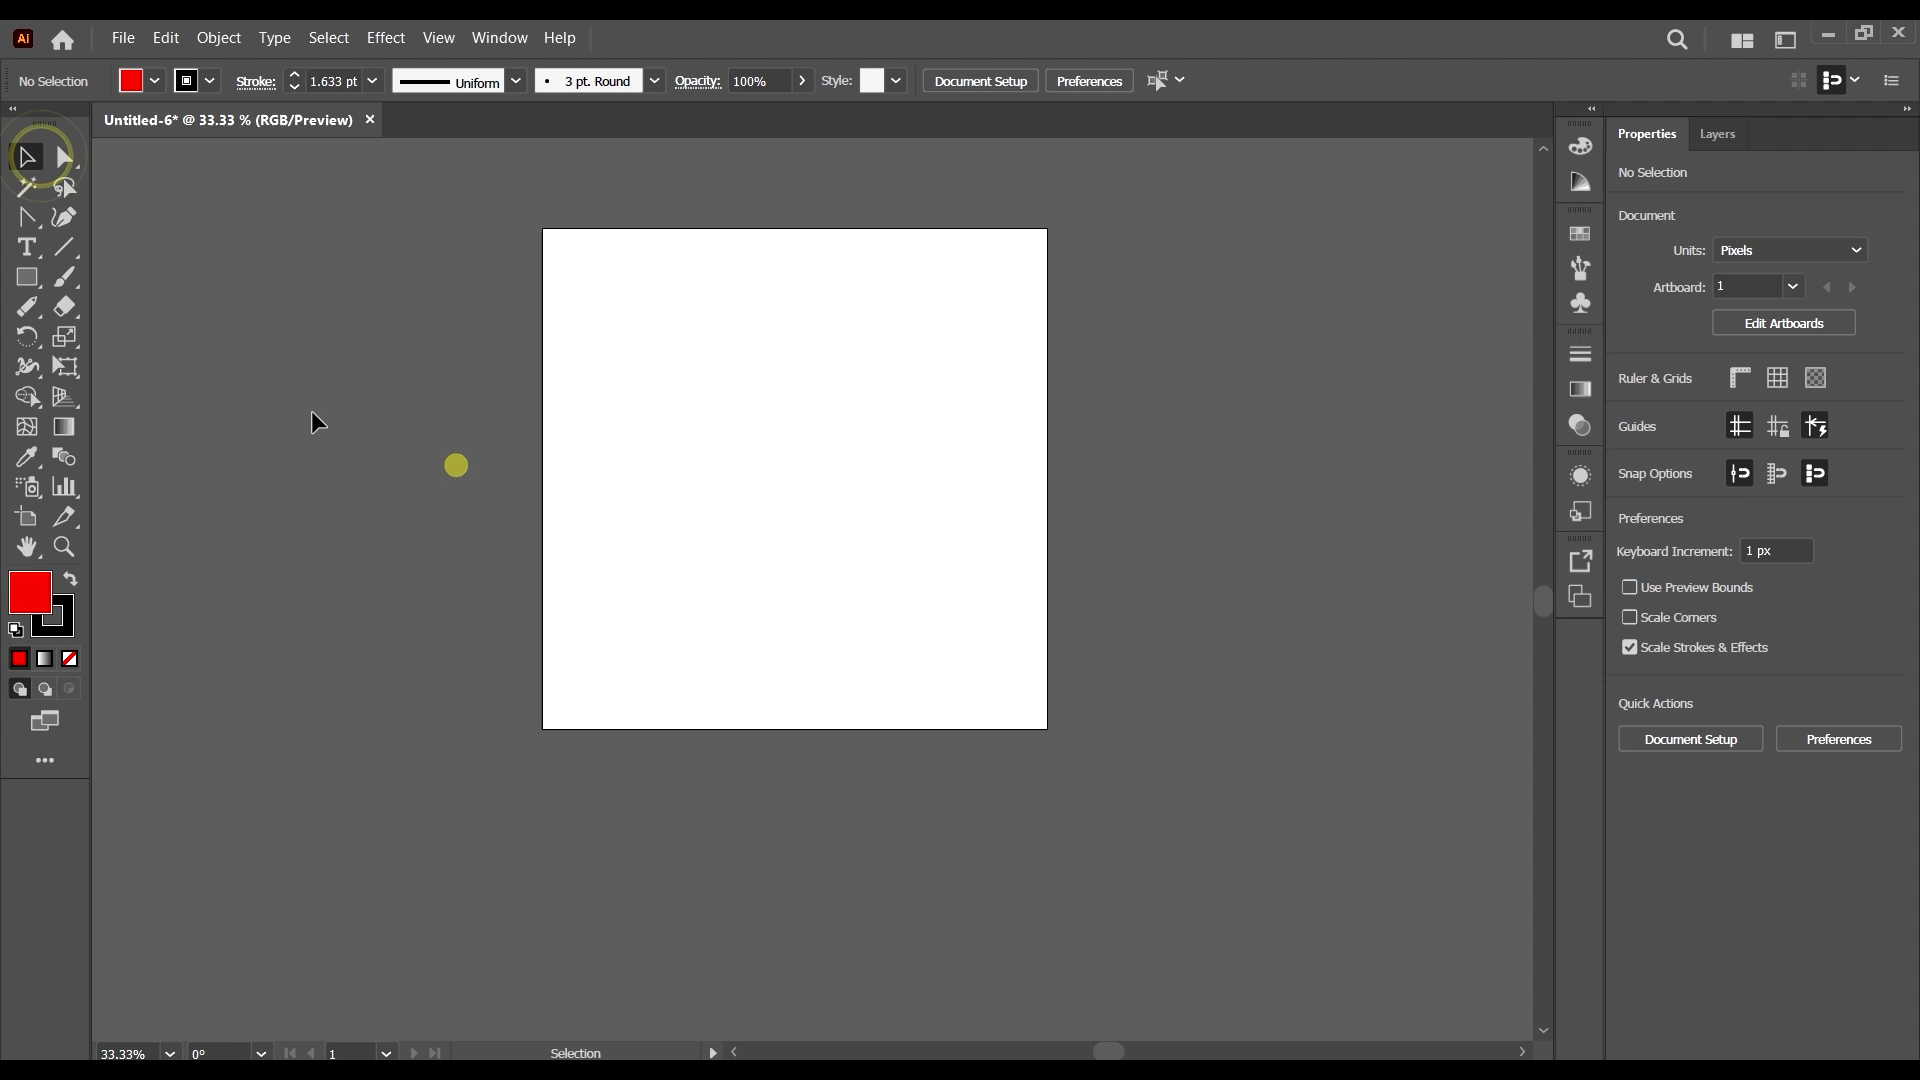 Ai File Edit Object Type Select Effect View Window Help
No Selection Stroke: 1.633 pt Uniform 3 pt. Round Opacity: 100% Style: Document Setup Preferences
Untitled-6* @ 33.33 % (RGB/Preview) ×
Properties Layers
No Selection
Document
Units: Pixels
Artboard: 1
Edit Artboards
Ruler & Grids
Guides
Snap Options
Preferences
Keyboard Increment: 1 px
Use Preview Bounds
Scale Corners
Scale Strokes & Effects
Quick Actions
Document Setup Preferences
33.33% 0° 1 Selection